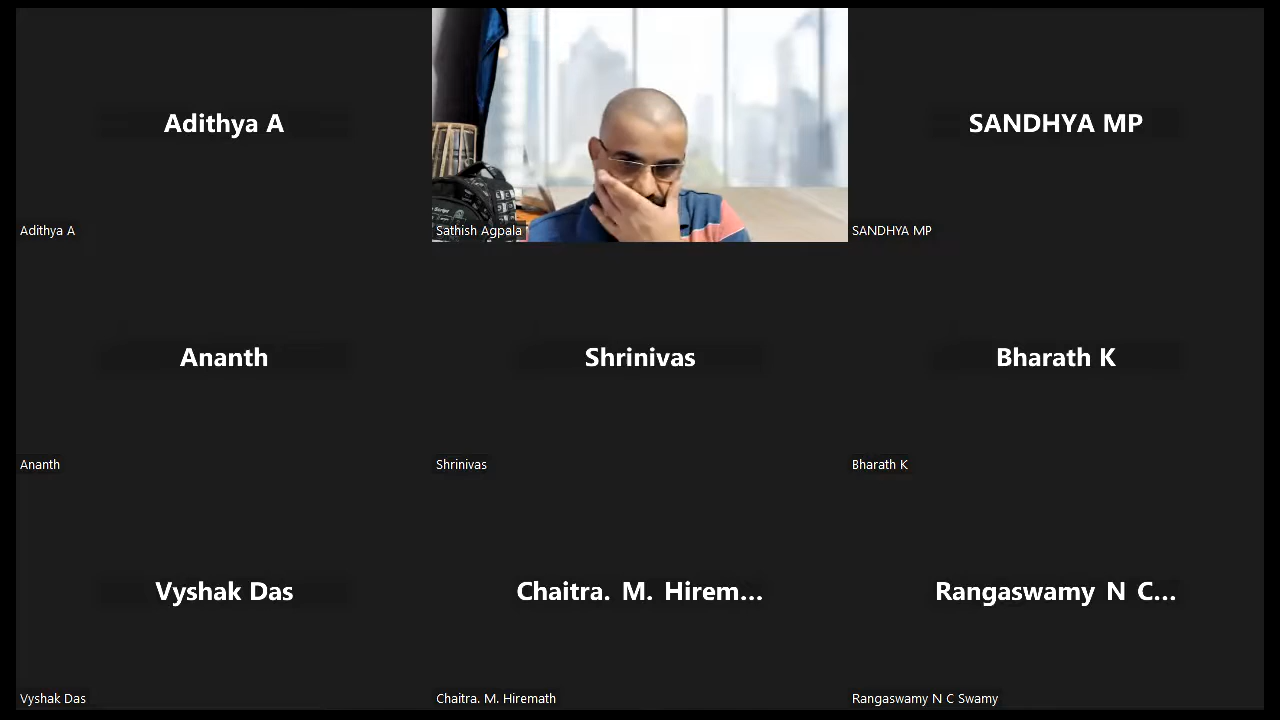 Adithya A
SANDHYA MP
Adithya A
Sathish Agpala
SANDHYA MP
Ananth
Shrinivas
Bharath K
Ananth
Shrinivas
Bharath K
Vyshak Das
Chaitra. M. Hirem...
Rangaswamy N C...
Vyshak Das
Chaitra. M. Hiremath
Rangaswamy N C Swamy